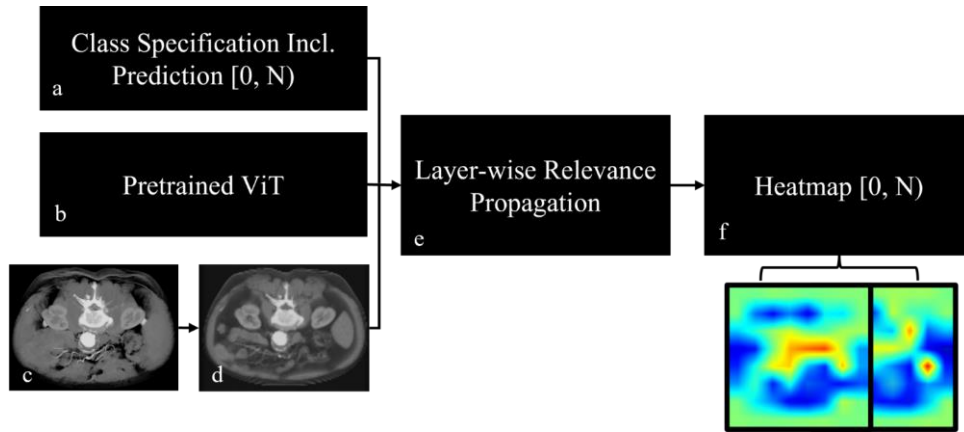 Class Specification Incl.
Prediction [0, N)
a
Pretrained ViT
b
c
d
Layer-wise Relevance
Propagation
e
Heatmap [0, N)
f